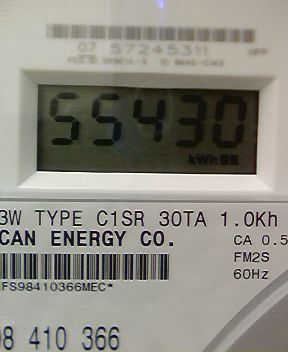 07 57245311
55430
kWh
3W TYPE C1SR 30TA 1.0Kh
CAN ENERGY CO.
CA 0.5
FM2S
60Hz
FS98410366MEC*
98 410 366